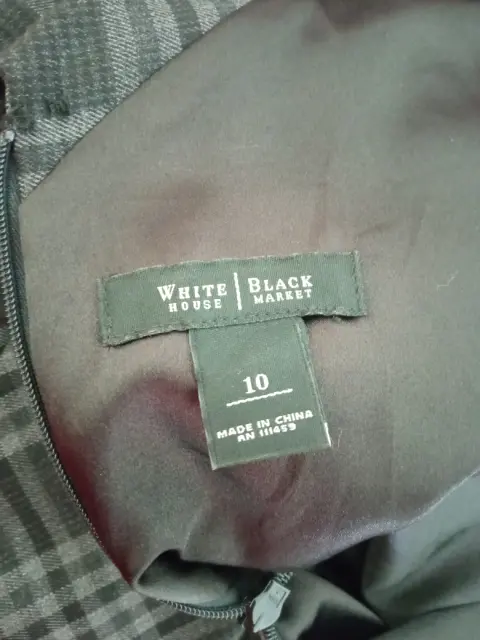 WHITE HOUSE | BLACK MARKET
10
MADE IN CHINA
RN 111459